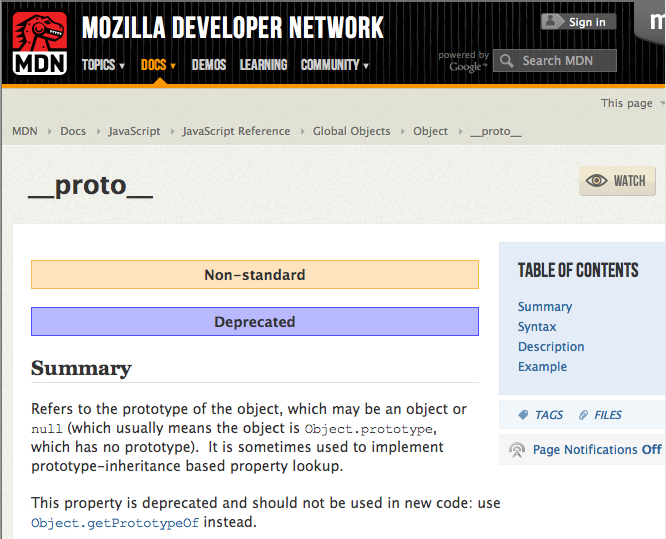 MOZILLA DEVELOPER NETWORK
Sign in
m
MDN
TOPICS ▾ DOCS ▾ DEMOS LEARNING COMMUNITY ▾
powered by
Google™
Search MDN
This page
MDN ▸ Docs ▸ JavaScript ▸ JavaScript Reference ▸ Global Objects ▸ Object ▸ __proto__
__proto__
WATCH
Non-standard
Deprecated
Summary
Refers to the prototype of the object, which may be an object or
null (which usually means the object is Object.prototype,
which has no prototype). It is sometimes used to implement
prototype-inheritance based property lookup.
This property is deprecated and should not be used in new code: use
Object.getPrototypeOf instead.
TABLE OF CONTENTS
Summary
Syntax
Description
Example
TAGS FILES
Page Notifications Off